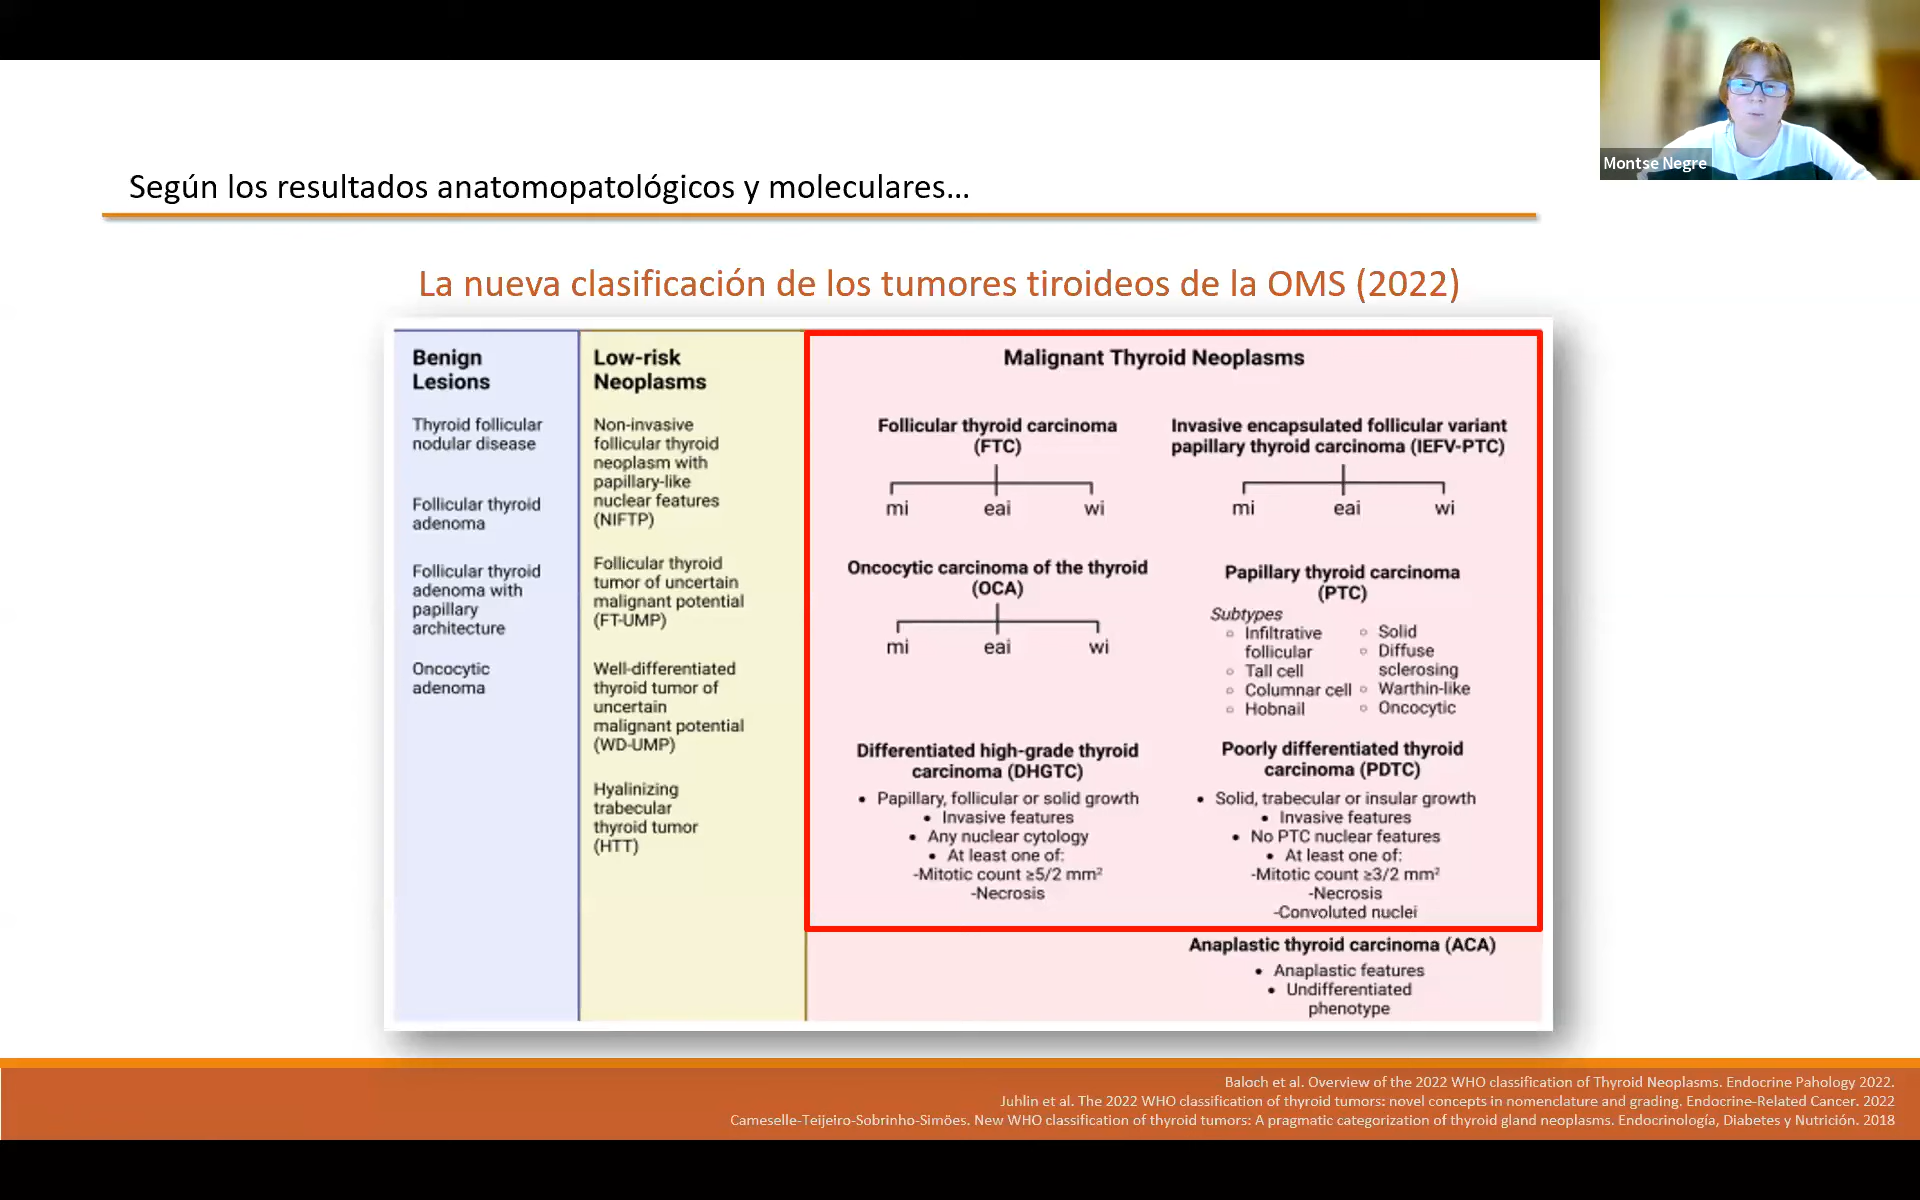 Montse Negre
Según los resultados anatomopatológicos y moleculares...
La nueva clasificación de los tumores tiroideos de la OMS (2022)
Benign
Lesions
Thyroid follicular
nodular disease
Follicular thyroid
adenoma
Follicular thyroid
adenoma with
papillary
architecture
Oncocytic
adenoma
Low-risk
Neoplasms
Non-invasive
follicular thyroid
neoplasm with
papillary-like
nuclear features
(NIFTP)
Follicular thyroid
tumor of uncertain
malignant potential
(FT-UMP)
Well-differentiated
thyroid tumor of
uncertain
malignant potential
(WD-UMP)
Hyalinizing
trabecular
thyroid tumor
(HTT)
Malignant Thyroid Neoplasms
Follicular thyroid carcinoma
(FTC)
mi eai wi
Invasive encapsulated follicular variant
papillary thyroid carcinoma (IEFV-PTC)
mi eai wi
Oncocytic carcinoma of the thyroid
(OCA)
mi eai wi
Papillary thyroid carcinoma
(PTC)
Subtypes
○ Infiltrative
follicular
○ Tall cell
○ Columnar cell
○ Hobnail
○ Solid
○ Diffuse
sclerosing
○ Warthin-like
○ Oncocytic
Differentiated high-grade thyroid
carcinoma (DHGTC)
• Papillary, follicular or solid growth
• Invasive features
• Any nuclear cytology
• At least one of:
-Mitotic count ≥5/2 mm²
-Necrosis
Poorly differentiated thyroid
carcinoma (PDTC)
• Solid, trabecular or insular growth
• Invasive features
• No PTC nuclear features
• At least one of:
-Mitotic count ≥3/2 mm²
-Necrosis
-Convoluted nuclei
Anaplastic thyroid carcinoma (ACA)
• Anaplastic features
• Undifferentiated
phenotype
Baloch et al. Overview of the 2022 WHO classification of Thyroid Neoplasms. Endocrine Pahology 2022.
Juhlin et al. The 2022 WHO classification of thyroid tumors: novel concepts in nomenclature and grading. Endocrine-Related Cancer. 2022
Cameselle-Teijeiro-Sobrinho-Simöes. New WHO classification of thyroid tumors: A pragmatic categorization of thyroid gland neoplasms. Endocrinología, Diabetes y Nutrición. 2018